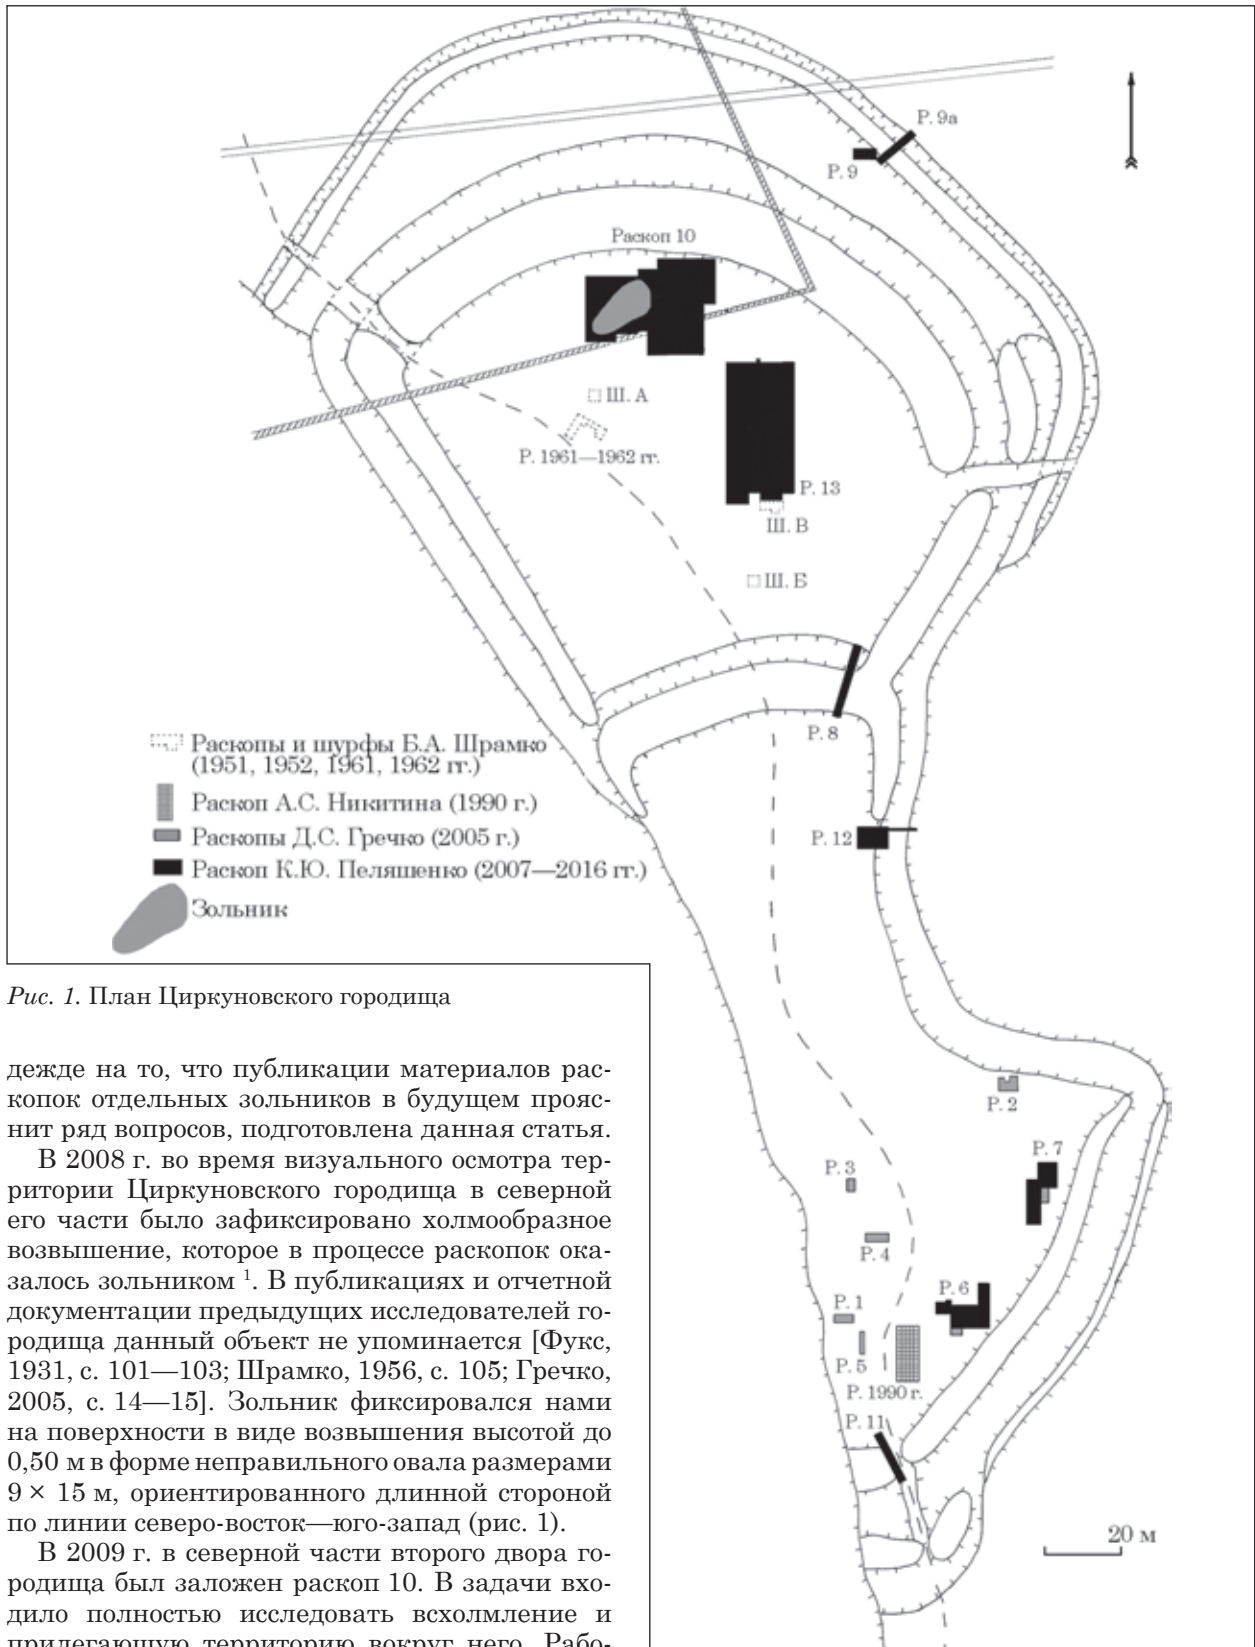 Р. 9а
Р. 9
Раскоп 10
Ш. А
Р. 1961—1962 гг.
Р. 13
Ш. В
Ш. Б
Р. 8
Раскопы и шурфы Б.А. Шрамко
(1951, 1952, 1961, 1962 гг.)
Раскоп А.С. Никитина (1990 г.)
Раскопы Д.С. Гречко (2005 г.)
Раскоп К.Ю. Пеляшенко (2007—2016 гг.)
Зольник
Р. 12
Р. 2
Р. 3
Р. 7
Р. 4
Р. 6
Р. 1
Р. 5
Р. 1990 г.
Р. 11
20 м
Рис. 1. План Циркуновского городища
дежде на то, что публикации материалов рас-
копок отдельных зольников в будущем прояс-
нит ряд вопросов, подготовлена данная статья.
В 2008 г. во время визуального осмотра тер-
ритории Циркуновского городища в северной
его части было зафиксировано холмообразное
возвышение, которое в процессе раскопок ока-
залось зольником 1. В публикациях и отчетной
документации предыдущих исследователей го-
родища данный объект не упоминается [Фукс,
1931, с. 101—103; Шрамко, 1956, с. 105; Гречко,
2005, с. 14—15]. Зольник фиксировался нами
на поверхности в виде возвышения высотой до
0,50 м в форме неправильного овала размерами
9 × 15 м, ориентированного длинной стороной
по линии северо-восток—юго-запад (рис. 1).
В 2009 г. в северной части второго двора го-
родища был заложен раскоп 10. В задачи вхо-
дило полностью исследовать всхолмление и
прилегающую территорию вокруг него. Рабо-